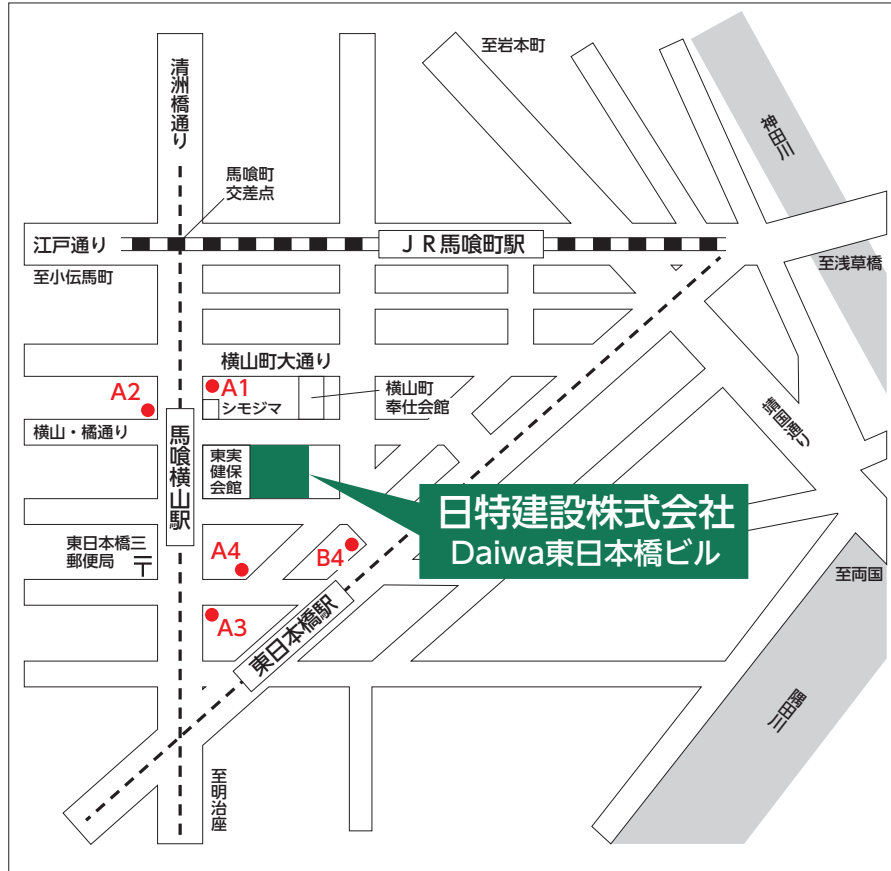 至岩本町
清洲橋通り
神田川
馬喰町
交差点
江戸通り
JR馬喰町駅
至小伝馬町
至浅草橋
横山町大通り
A2
A1
シモジマ
横山町
奉仕会館
靖国通り
横山・橘通り
馬喰横山駅
東実
健保
会館
日特建設株式会社
Daiwa東日本橋ビル
東日本橋三
郵便局
〒
A4
B4
至両国
A3
東日本橋駅
隅田川
至明治座